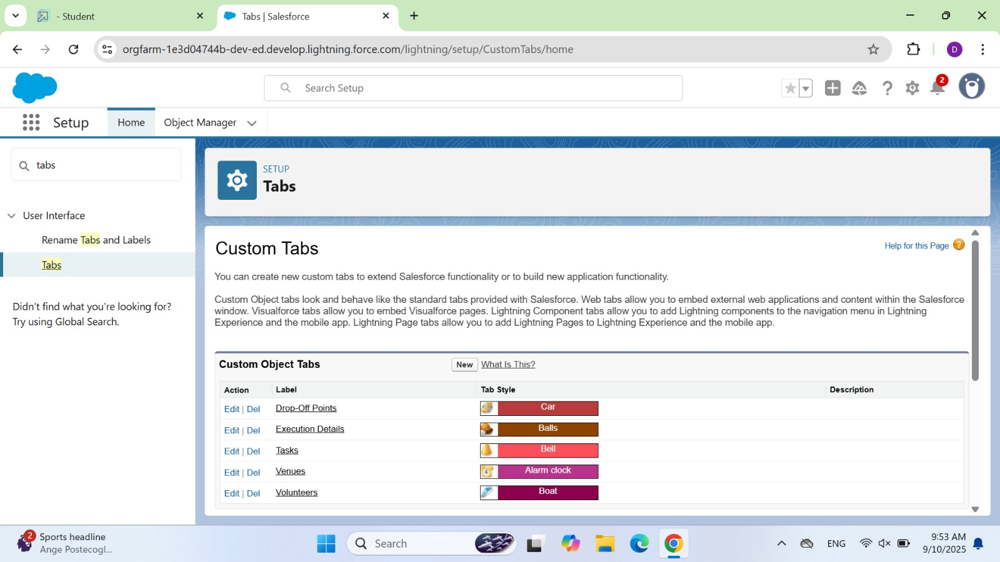 - Student
Tabs | Salesforce
orgfarm-1e3d04744b-dev-ed.develop.lightning.force.com/lightning/setup/CustomTabs/home
D
Search Setup
2
Setup
Home
Object Manager
tabs
User Interface
Rename Tabs and Labels
Tabs
Didn't find what you're looking for?
Try using Global Search.
SETUP
Tabs
Custom Tabs
Help for this Page
You can create new custom tabs to extend Salesforce functionality or to build new application functionality.
Custom Object tabs look and behave like the standard tabs provided with Salesforce. Web tabs allow you to embed external web applications and content within the Salesforce
window. Visualforce tabs allow you to embed Visualforce pages. Lightning Component tabs allow you to add Lightning components to the navigation menu in Lightning
Experience and the mobile app. Lightning Page tabs allow you to add Lightning Pages to Lightning Experience and the mobile app.
Custom Object Tabs New What Is This?
Action Label Tab Style Description
Edit | Del Drop-Off Points Car
Edit | Del Execution Details Balls
Edit | Del Tasks Bell
Edit | Del Venues Alarm clock
Edit | Del Volunteers Boat
2
Sports headline
Ange Postecogl...
Search
ENG
9:53 AM
9/10/2025